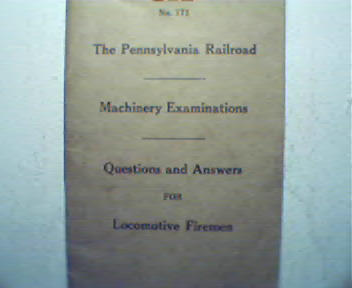 No. 171
The Pennsylvania Railroad
Machinery Examinations
Questions and Answers
FOR
Locomotive Firemen